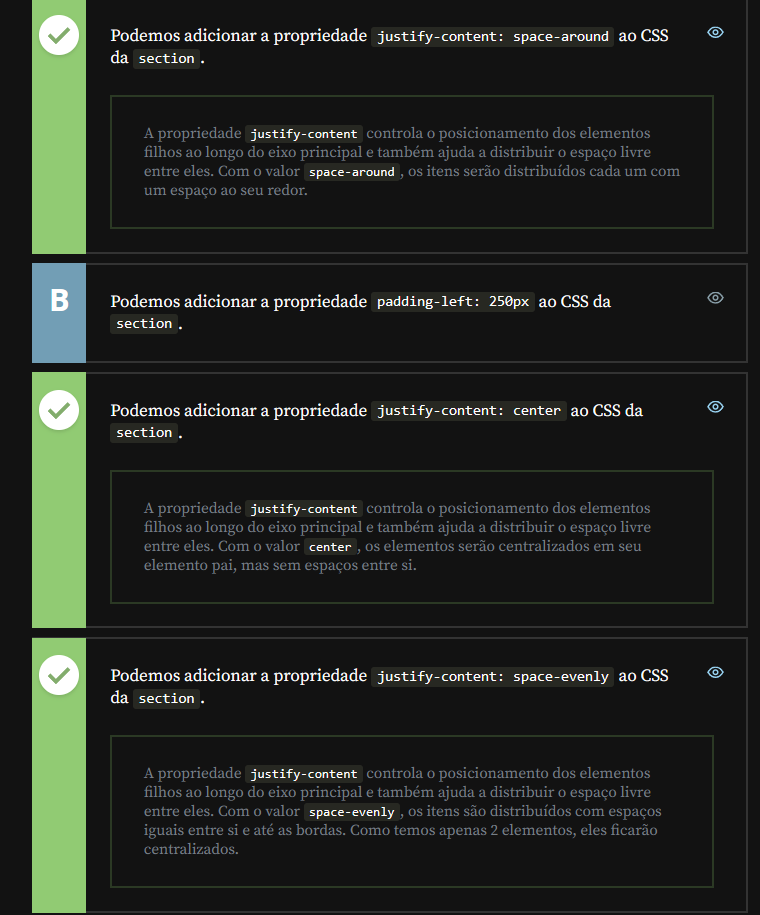 Podemos adicionar a propriedade justify-content: space-around ao CSS
da section.
A propriedade justify-content controla o posicionamento dos elementos
filhos ao longo do eixo principal e também ajuda a distribuir o espaço livre
entre eles. Com o valor space-around, os itens serão distribuídos cada um com
um espaço ao seu redor.
B
Podemos adicionar a propriedade padding-left: 250px ao CSS da
section.
Podemos adicionar a propriedade justify-content: center ao CSS da
section.
A propriedade justify-content controla o posicionamento dos elementos
filhos ao longo do eixo principal e também ajuda a distribuir o espaço livre
entre eles. Com o valor center, os elementos serão centralizados em seu
elemento pai, mas sem espaços entre si.
Podemos adicionar a propriedade justify-content: space-evenly ao CSS
da section.
A propriedade justify-content controla o posicionamento dos elementos
filhos ao longo do eixo principal e também ajuda a distribuir o espaço livre
entre eles. Com o valor space-evenly, os itens são distribuídos com espaços
iguais entre si e até as bordas. Como temos apenas 2 elementos, eles ficarão
centralizados.